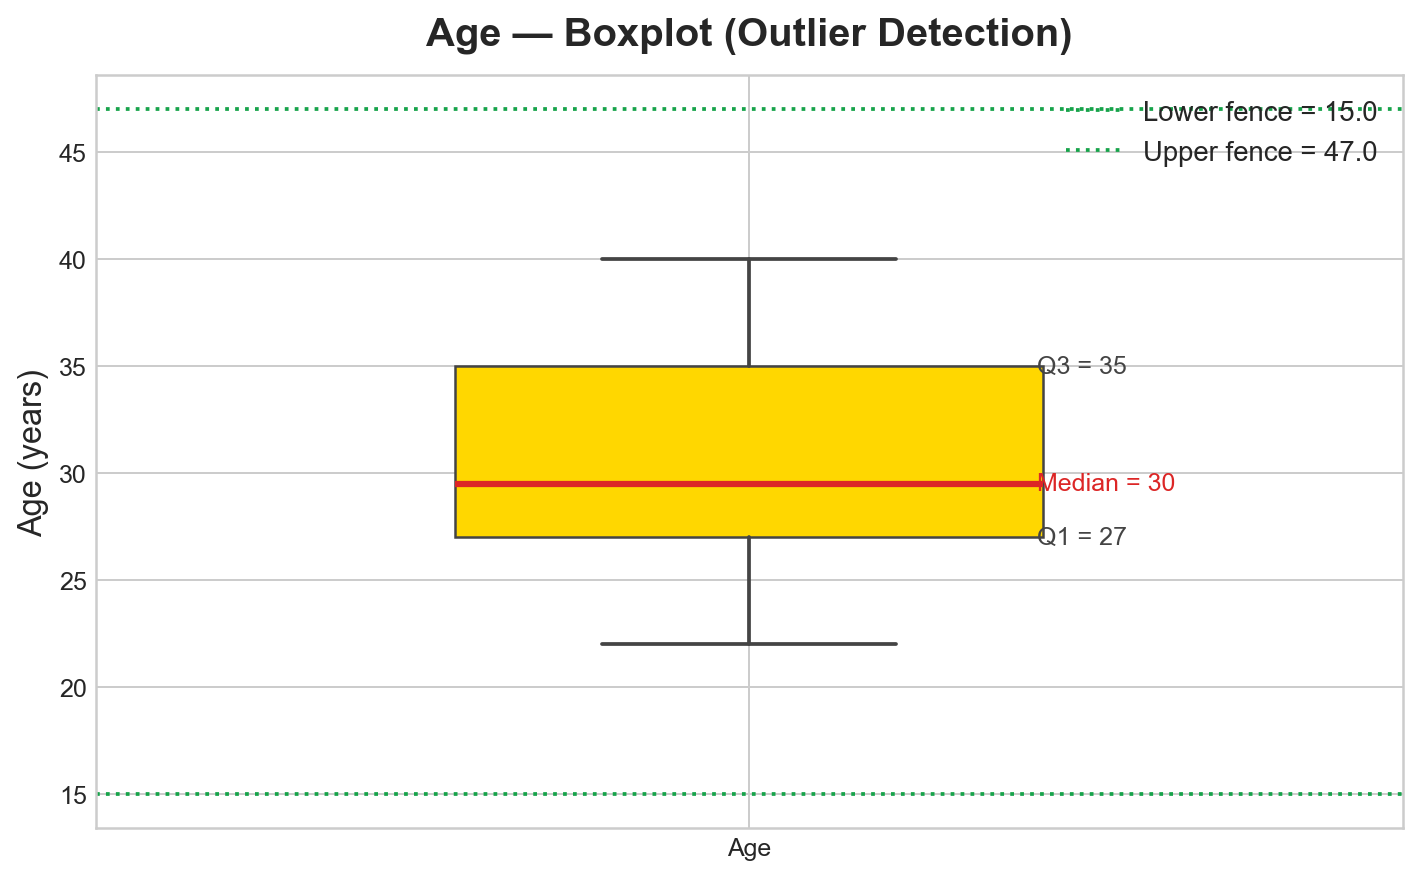 Age — Boxplot (Outlier Detection)
Lower fence = 15.0
Upper fence = 47.0
45
40
35
30
25
20
15
Age (years)
Q3 = 35
Median = 30
Q1 = 27
Age